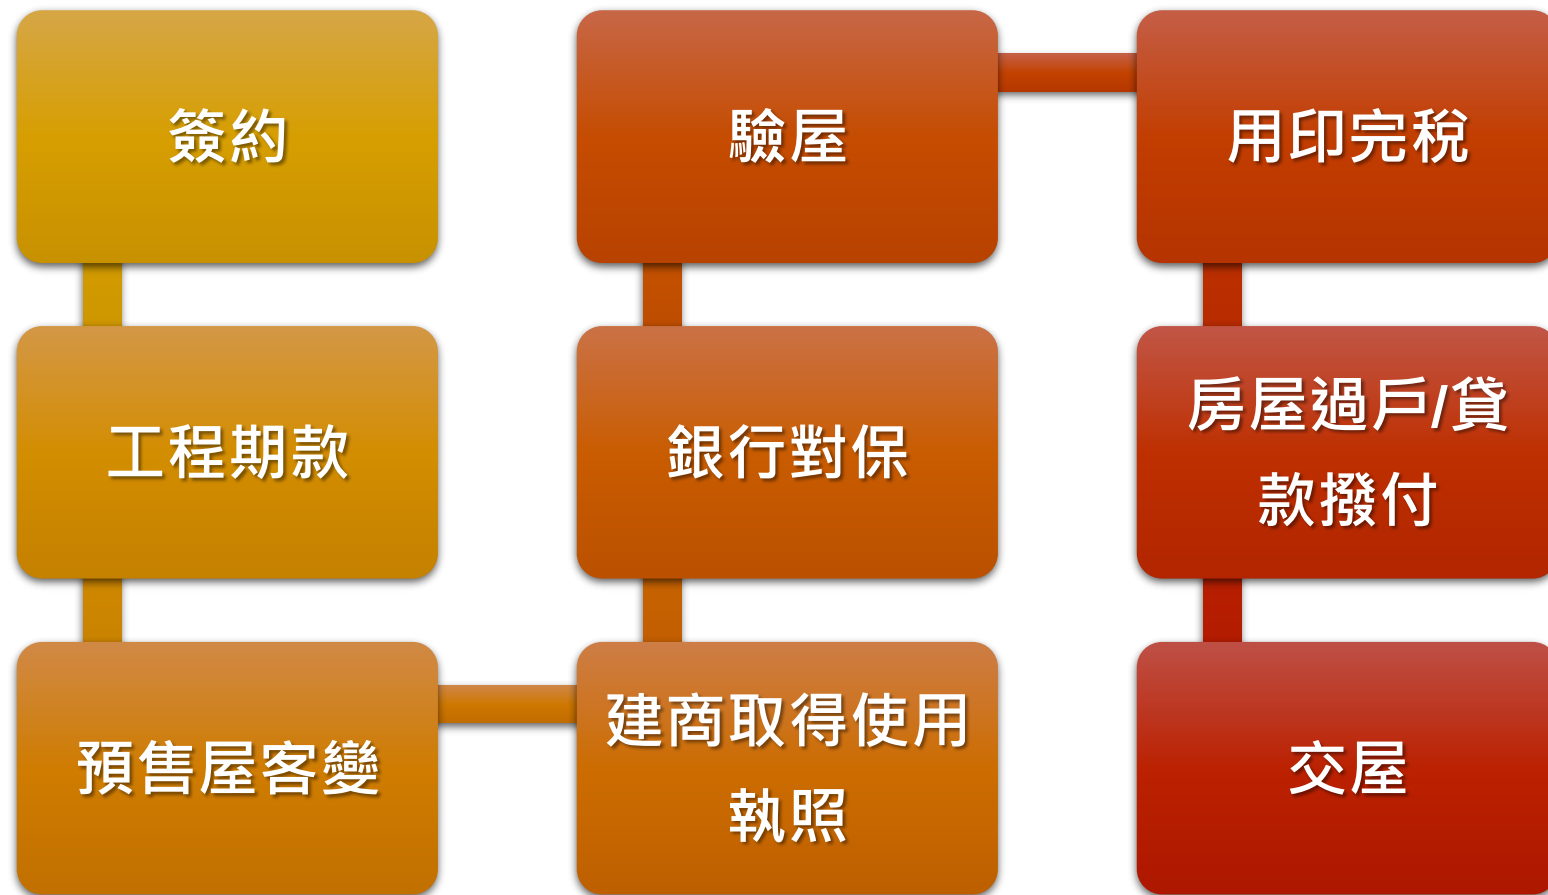 簽約
工程期款
預售屋客變
建商取得使用
執照
銀行對保
驗屋
用印完稅
房屋過戶/貸
款撥付
交屋